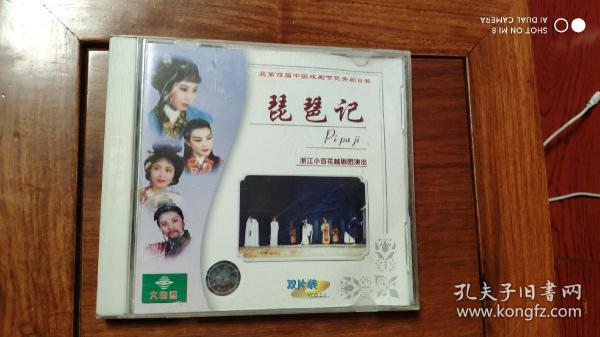 SHOT ON MI 8
AI DUAL CAMERA
获第四届中国戏剧节优秀剧目奖
琵琶记
Pi pa ji
浙江小百花越剧团演出
双片装
VCD2.0
孔夫子旧书网
www.kongfz.com